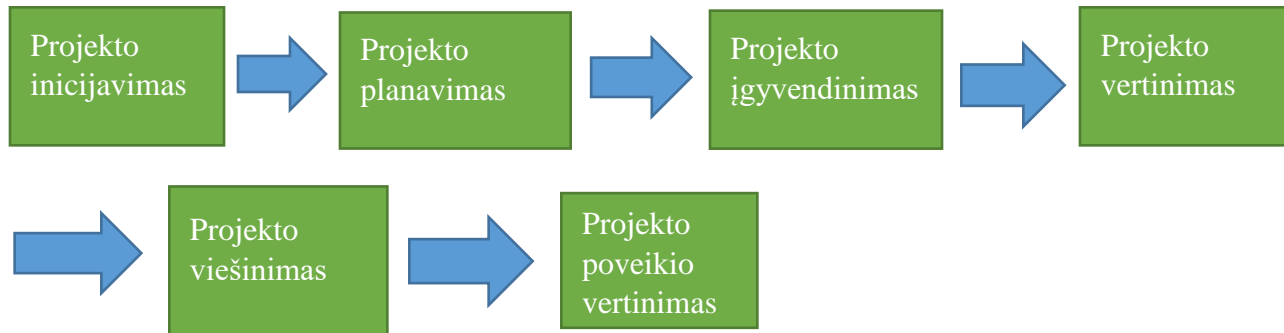 Projekto
inicijavimas
Projekto
planavimas
Projekto
įgyvendinimas
Projekto
vertinimas
Projekto
viešinimas
Projekto
poveikio
vertinimas